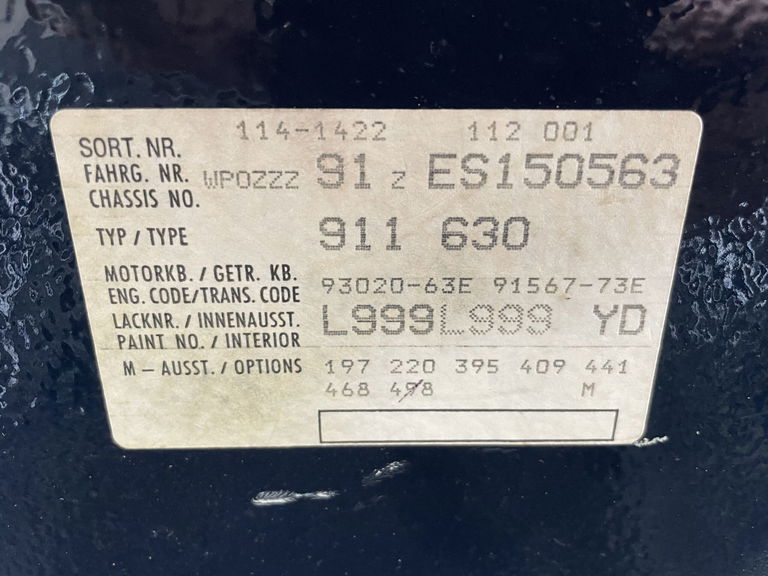 SORT. NR. 114-1422 112 001
FAHRG. NR. WP0ZZZ 91 Z ES150563
CHASSIS NO.
TYP / TYPE 911 630
MOTORKB. / GETR. KB.
ENG. CODE/TRANS. CODE 93020-63E 91567-73E
LACKNR. / INNENAUSST. L999L999 YD
PAINT NO. / INTERIOR
M - AUSST. / OPTIONS 197 220 395 409 441
468 498 M